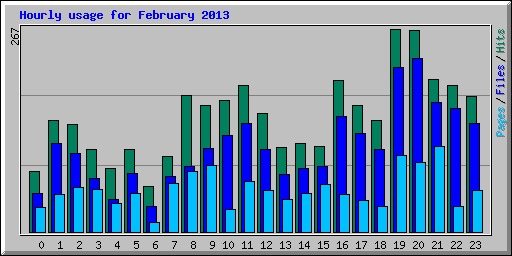 Hourly usage for February 2013
267
Pages / Files / Hits
0 1 2 3 4 5 6 7 8 9 10 11 12 13 14 15 16 17 18 19 20 21 22 23